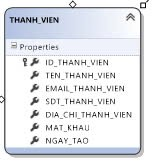 THANH_VIEN
Properties
ID_THANH_VIEN
TEN_THANH_VIEN
EMAIL_THANH_VIEN
SDT_THANH_VIEN
DIA_CHI_THANH_VIEN
MAT_KHAU
NGAY_TAO